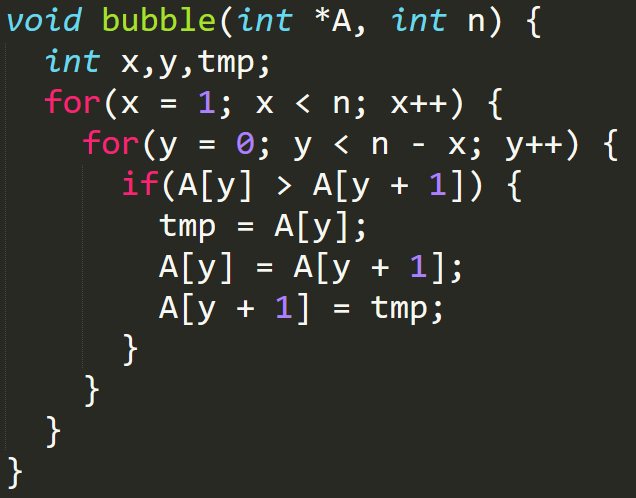 void bubble(int *A, int n) {
  int x,y,tmp;
  for(x = 1; x < n; x++) {
    for(y = 0; y < n - x; y++) {
      if(A[y] > A[y + 1]) {
        tmp = A[y];
        A[y] = A[y + 1];
        A[y + 1] = tmp;
      }
    }
  }
}